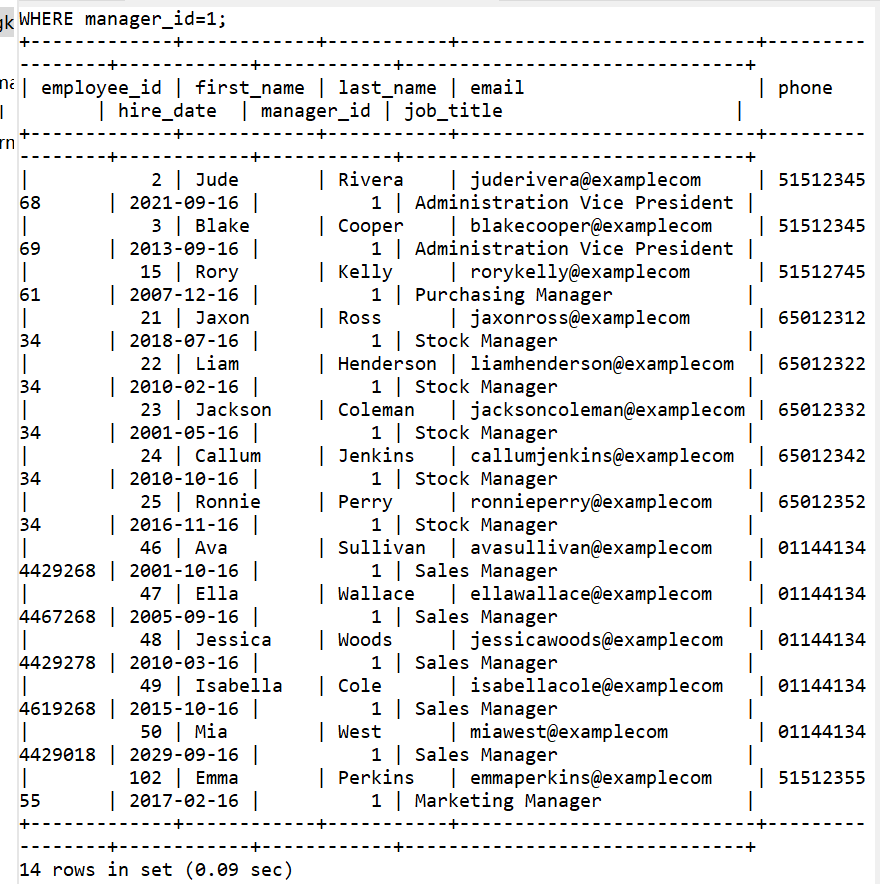 gk WHERE manager_id=1;
+-------------+------------+-----------+---------------------------+---------
--------+------------+------------+------------------------------+
| employee_id | first_name | last_name | email                     | phone
       | hire_date  | manager_id | job_title                     |
+-------------+------------+-----------+---------------------------+---------
--------+------------+------------+------------------------------+
|           2 | Jude       | Rivera    | juderivera@examplecom     | 51512345
68      | 2021-09-16 |          1 | Administration Vice President |
|           3 | Blake      | Cooper    | blakecooper@examplecom    | 51512345
69      | 2013-09-16 |          1 | Administration Vice President |
|          15 | Rory       | Kelly     | rorykelly@examplecom      | 51512745
61      | 2007-12-16 |          1 | Purchasing Manager            |
|          21 | Jaxon      | Ross      | jaxonross@examplecom      | 65012312
34      | 2018-07-16 |          1 | Stock Manager                 |
|          22 | Liam       | Henderson | liamhenderson@examplecom  | 65012322
34      | 2010-02-16 |          1 | Stock Manager                 |
|          23 | Jackson    | Coleman   | jacksoncoleman@examplecom | 65012332
34      | 2001-05-16 |          1 | Stock Manager                 |
|          24 | Callum     | Jenkins   | callumjenkins@examplecom  | 65012342
34      | 2010-10-16 |          1 | Stock Manager                 |
|          25 | Ronnie     | Perry     | ronnieperry@examplecom    | 65012352
34      | 2016-11-16 |          1 | Stock Manager                 |
|          46 | Ava        | Sullivan  | avasullivan@examplecom    | 01144134
4429268 | 2001-10-16 |          1 | Sales Manager                 |
|          47 | Ella       | Wallace   | ellawallace@examplecom    | 01144134
4467268 | 2005-09-16 |          1 | Sales Manager                 |
|          48 | Jessica    | Woods     | jessicawoods@examplecom   | 01144134
4429278 | 2010-03-16 |          1 | Sales Manager                 |
|          49 | Isabella   | Cole      | isabellacole@examplecom   | 01144134
4619268 | 2015-10-16 |          1 | Sales Manager                 |
|          50 | Mia        | West      | miawest@examplecom        | 01144134
4429018 | 2029-09-16 |          1 | Sales Manager                 |
|         102 | Emma       | Perkins   | emmaperkins@examplecom    | 51512355
55      | 2017-02-16 |          1 | Marketing Manager             |
+-------------+------------+-----------+---------------------------+---------
--------+------------+------------+------------------------------+
14 rows in set (0.09 sec)